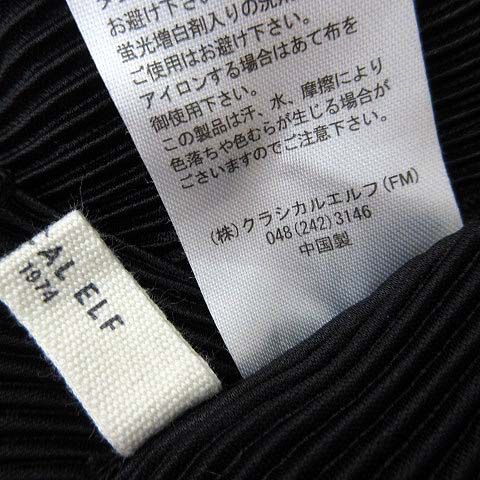 お避け下さい。
蛍光増白剤入りの洗剤の
ご使用はお避け下さい。
アイロンする場合はあて布を
御使用下さい。
この製品は汗、水、摩擦により
色落ちや色むらが生じる場合が
ございますのでご注意下さい。
(株)クラシカルエルフ(FM)
048(242)3146
中国製
CAL ELF
1974